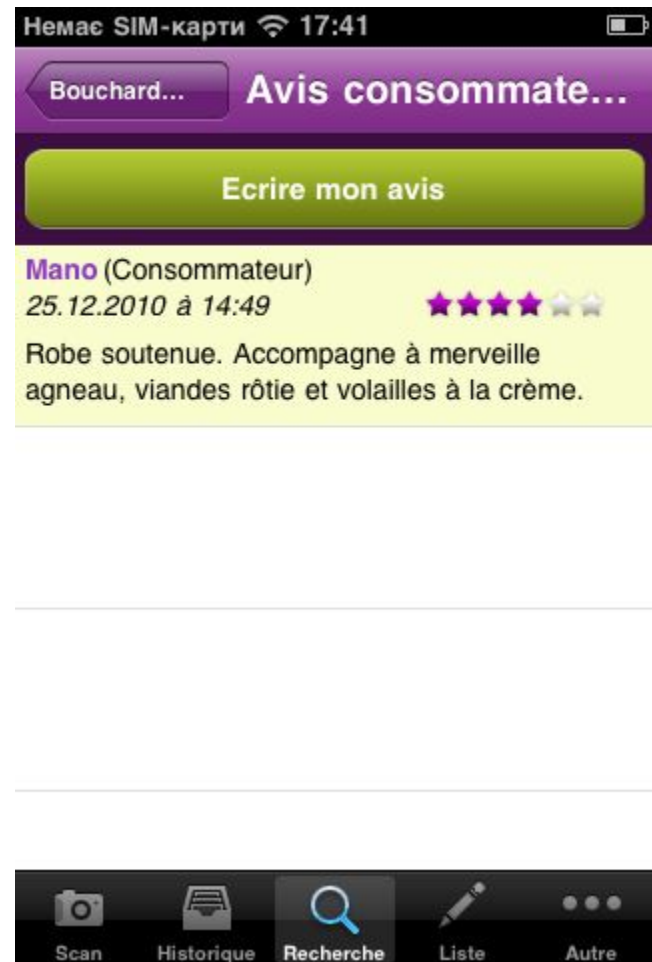 Немає SIM-карти 17:41
Bouchard... Avis consommate...
Ecrire mon avis
Mano (Consommateur)
25.12.2010 à 14:49
Robe soutenue. Accompagne à merveille
agneau, viandes rôtie et volailles à la crème.
Scan Historique Recherche Liste Autre